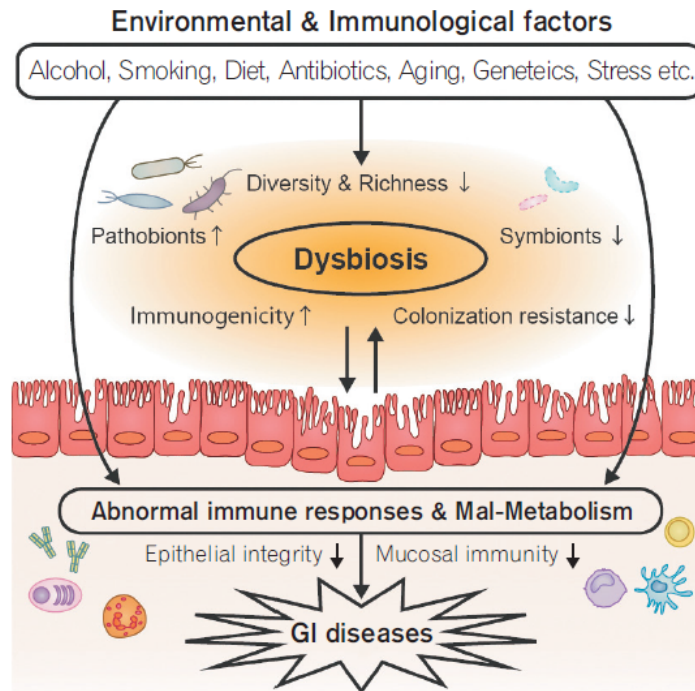 Environmental & Immunological factors
Alcohol, Smoking, Diet, Antibiotics, Aging, Geneteics, Stress etc.
Diversity & Richness ↓
Pathobionts ↑
Symbionts ↓
Dysbiosis
Immunogenicity ↑
Colonization resistance ↓
Abnormal immune responses & Mal-Metabolism
Epithelial integrity ↓
Mucosal immunity ↓
GI diseases